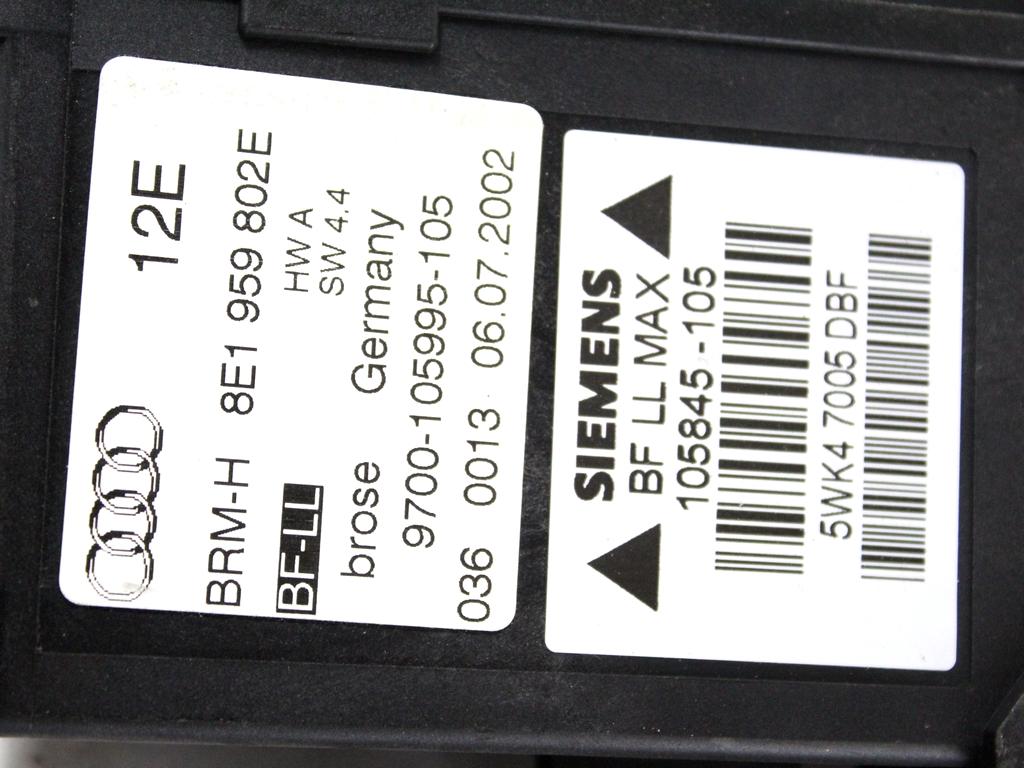 12E
BRM-H 8E1 959 802E
BF-LL HW A
SW 4.4
brose Germany
9700-105995-105
036 0013 06.07.2002
SIEMENS
BF LL MAX
105845-105
5WK4 7005 DBF